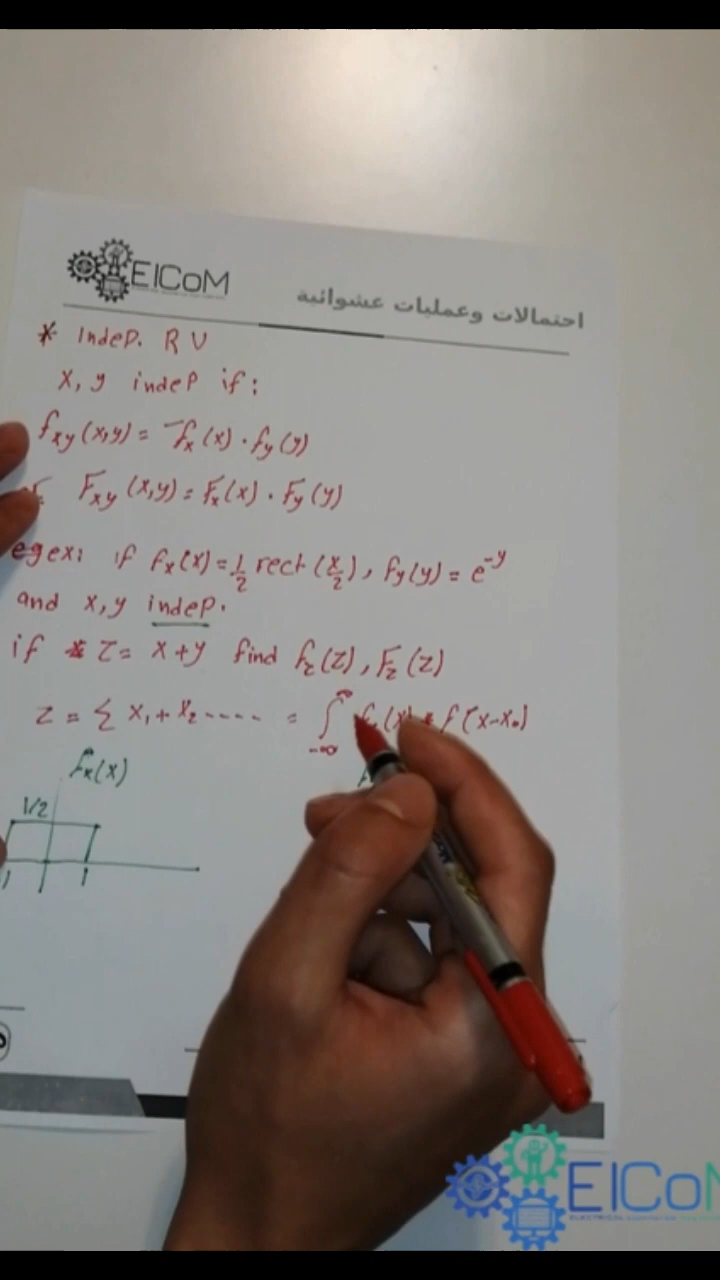 EICoM
احتمالات وعمليات عشوائية
* IndeP. R V
x, y indeP if:
fxy (x,y) = fx (x) . fy (y)
Fxy (x,y) = Fx (x) . Fy (y)
egex: if fx (x) = 1/2 rect (x/2), fy (y) = e^-y
and x, y indep.
if z = x+y find fz (z), Fz (z)
z = { x1 + x2 ----- = ∫ -∞ ∞ (x) * f (x-x0)
fx (x)
1/2
1
EICoM